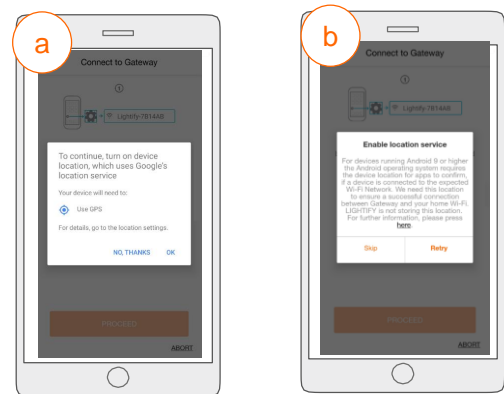 a
Connect to Gateway
①
Lightify-7B14AB
To continue, turn on device
location, which uses Google's
location service
Your device will need to:
Use GPS
For details, go to the location settings.
NO, THANKS OK
PROCEED
ABORT
b
Connect to Gateway
①
Lightify-7B14AB
Enable location service
For devices running Android 9 or higher
the Android operating system requires
the device location for apps to confirm,
if a device is connected to the expected
Wi-Fi Network. We need this location
to ensure a successful connection
between Gateway and your home Wi-Fi.
LIGHTIFY is not storing this location.
For further information, please press
here.
Skip Retry
PROCEED
ABORT